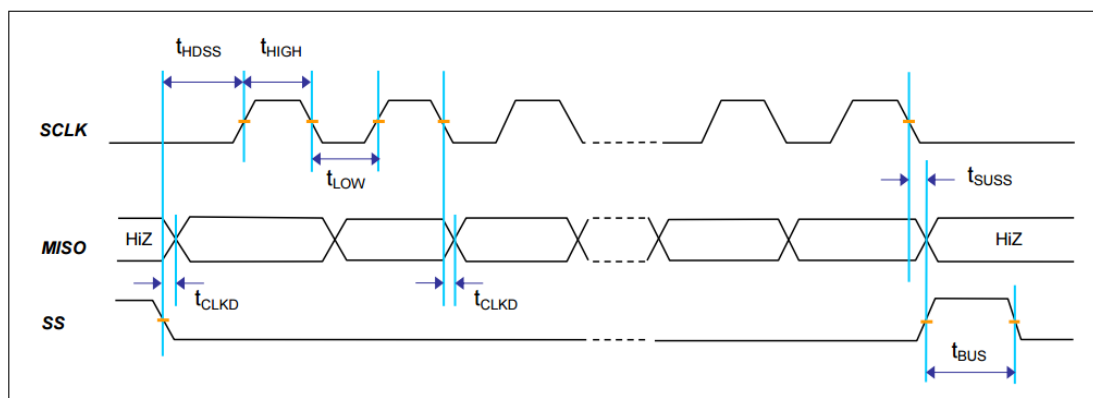 tHDSS tHIGH
SCLK
tLOW
tSUSS
MISO HiZ HiZ
tCLKD tCLKD
SS
tBUS